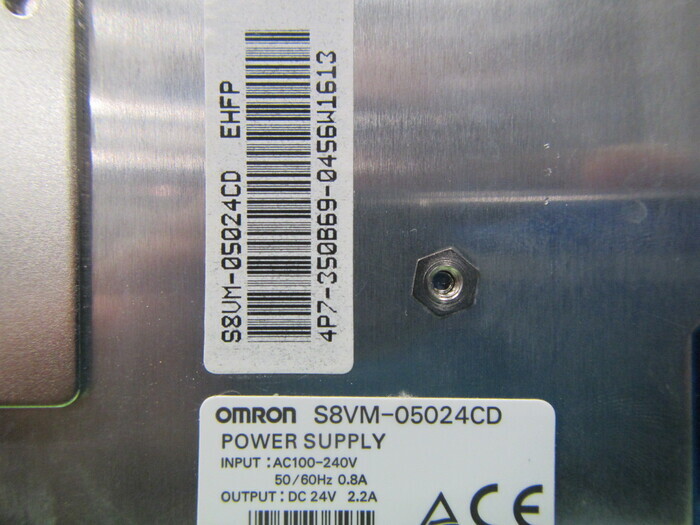 S8VM-05024CD EHFP
4P7-350B69-0456W1613
OMRON S8VM-05024CD
POWER SUPPLY
INPUT : AC100-240V
50/60Hz 0.8A
OUTPUT : DC 24V 2.2A
CE